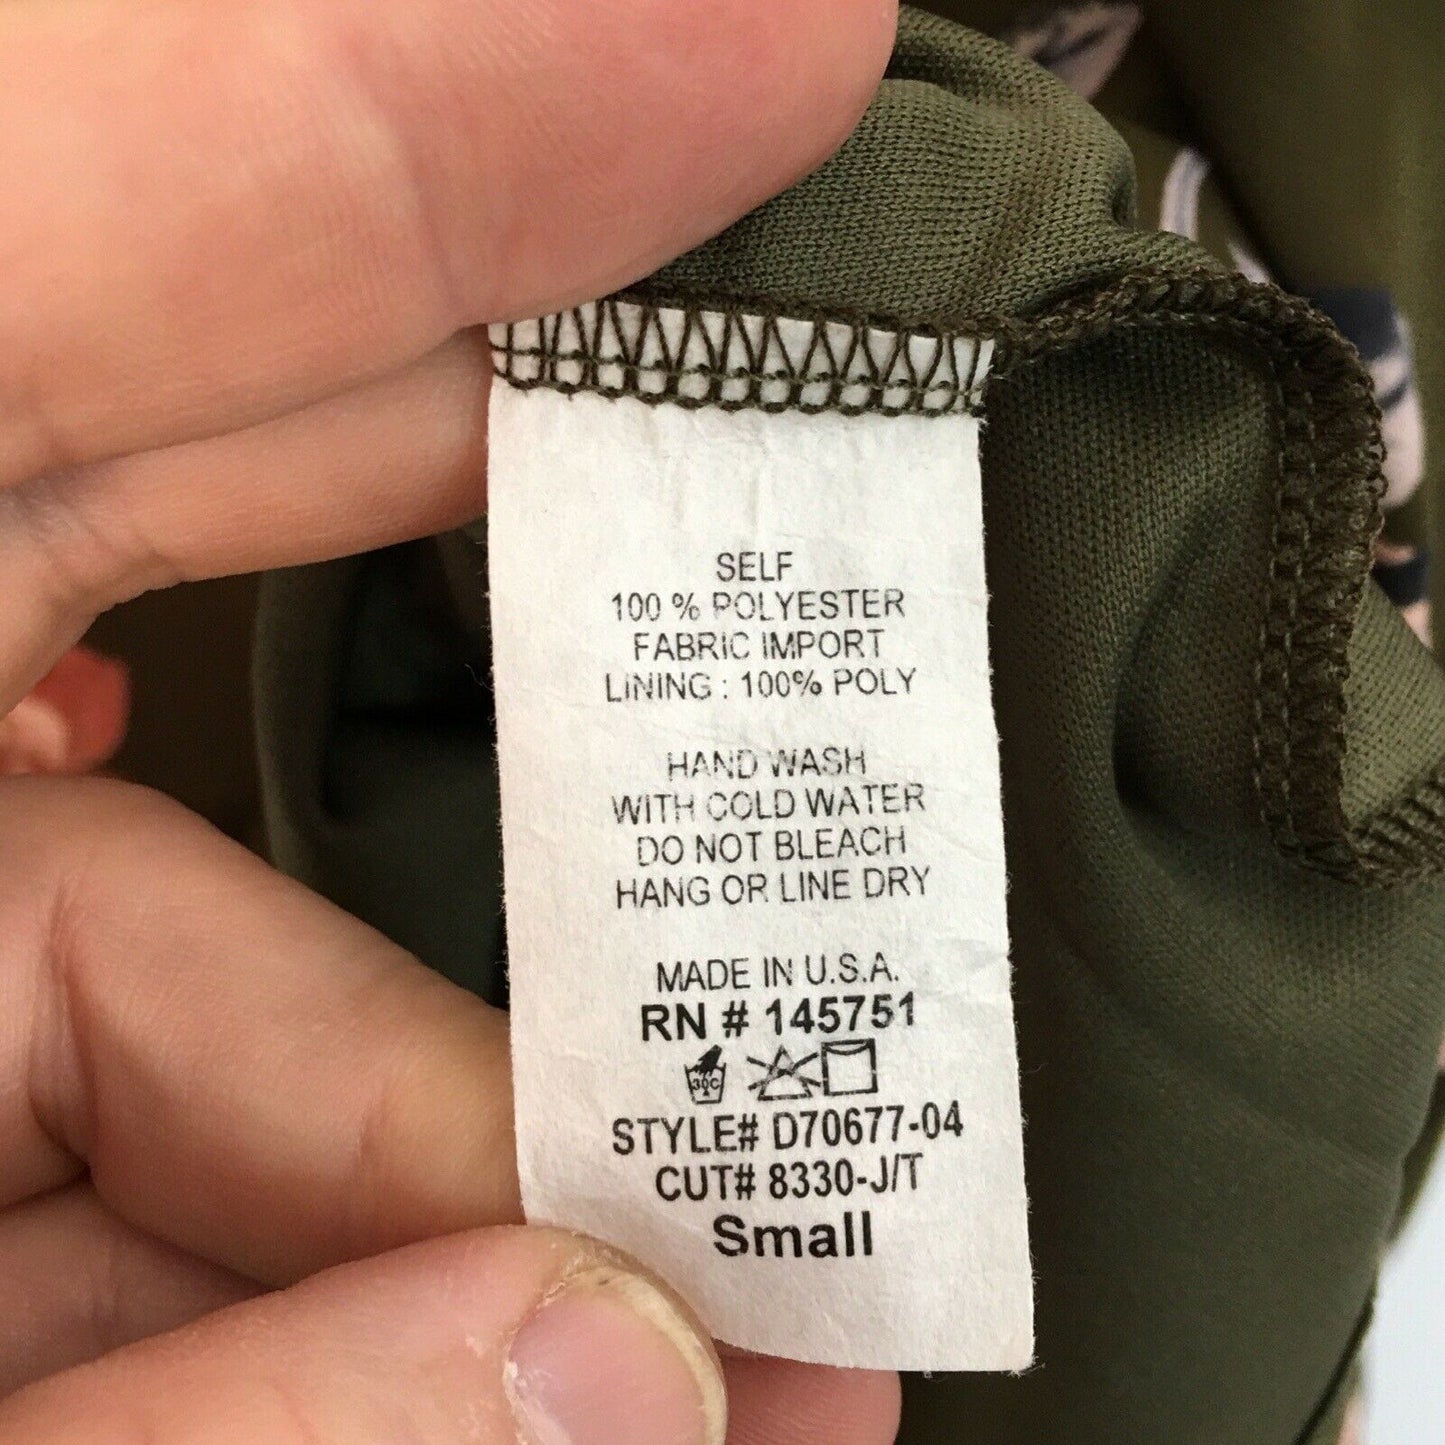 SELF
100 % POLYESTER
FABRIC IMPORT
LINING : 100% POLY
HAND WASH
WITH COLD WATER
DO NOT BLEACH
HANG OR LINE DRY
MADE IN U.S.A.
RN # 145751
30C
STYLE# D70677-04
CUT# 8330-J/T
Small